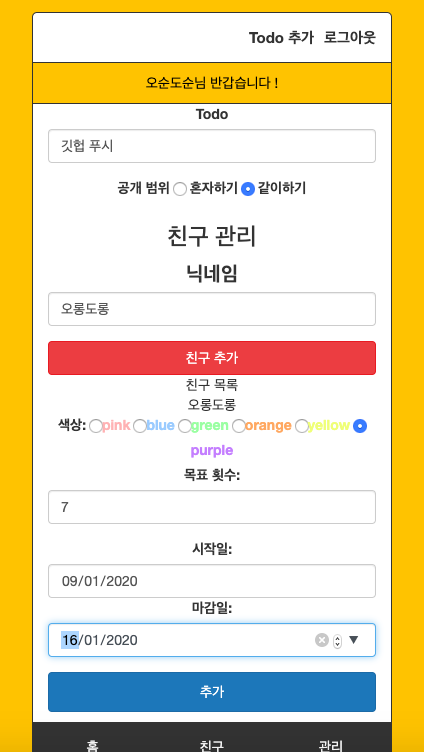 Todo 추가 로그아웃
오순도순님 반갑습니다 !
Todo
깃헙 푸시
공개 범위 혼자하기 같이하기
친구 관리
닉네임
오롱도롱
친구 추가
친구 목록
오롱도롱
색상: pink blue green orange yellow
purple
목표 횟수:
7
시작일:
09/01/2020
마감일:
16/01/2020
추가
홈 친구 관리